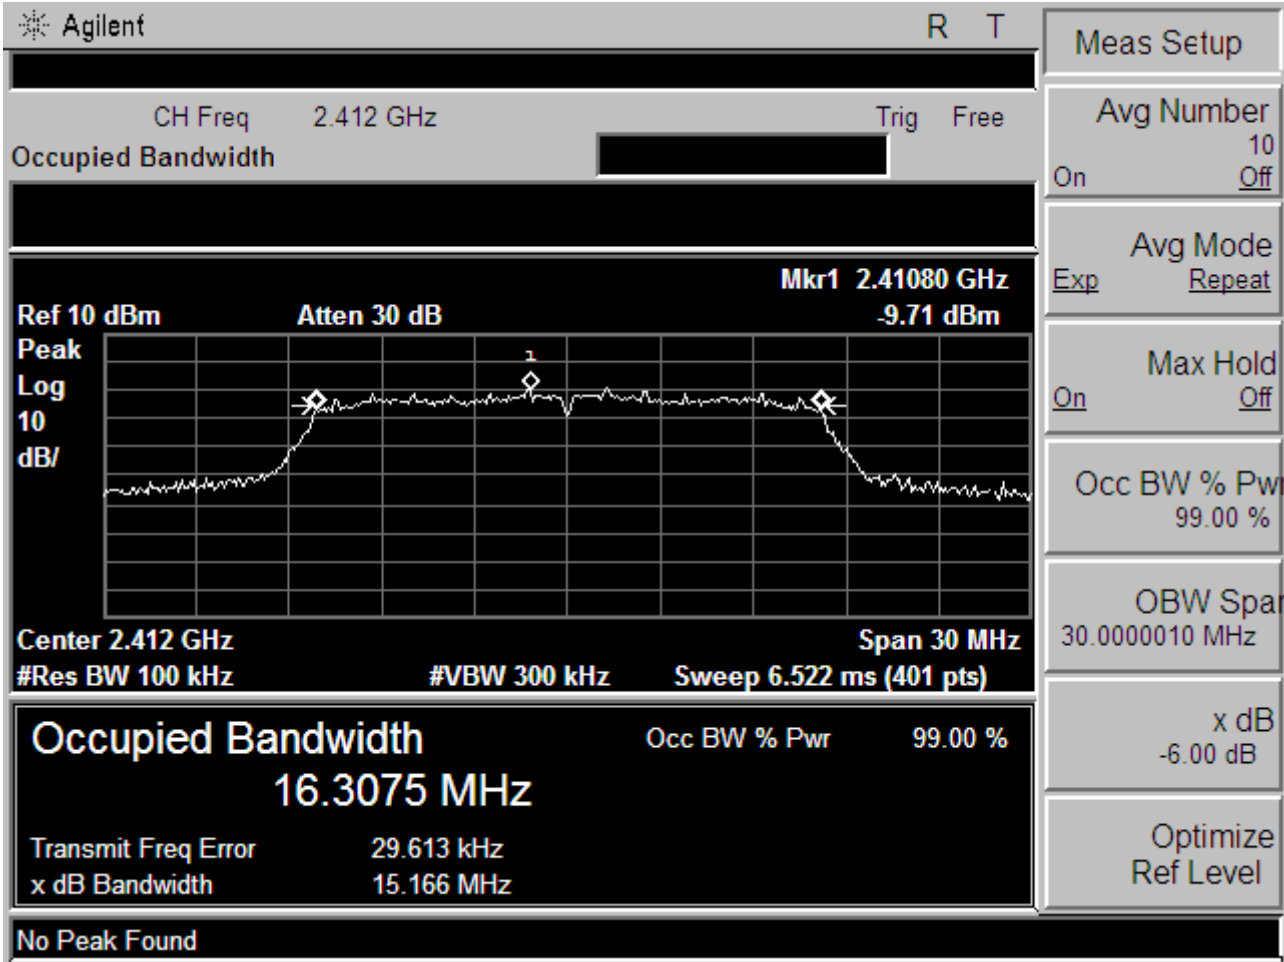 Agilent R T
Meas Setup
CH Freq 2.412 GHz Trig Free
Occupied Bandwidth
Avg Number
10
On Off
Avg Mode
Exp Repeat
Max Hold
On Off
Occ BW % Pwr
99.00 %
OBW Span
30.0000010 MHz
x dB
-6.00 dB
Optimize
Ref Level
Mkr1 2.41080 GHz
Ref 10 dBm Atten 30 dB -9.71 dBm
Peak
Log
10
dB/
1
Center 2.412 GHz Span 30 MHz
#Res BW 100 kHz #VBW 300 kHz Sweep 6.522 ms (401 pts)
Occupied Bandwidth Occ BW % Pwr 99.00 %
16.3075 MHz
Transmit Freq Error 29.613 kHz
x dB Bandwidth 15.166 MHz
No Peak Found